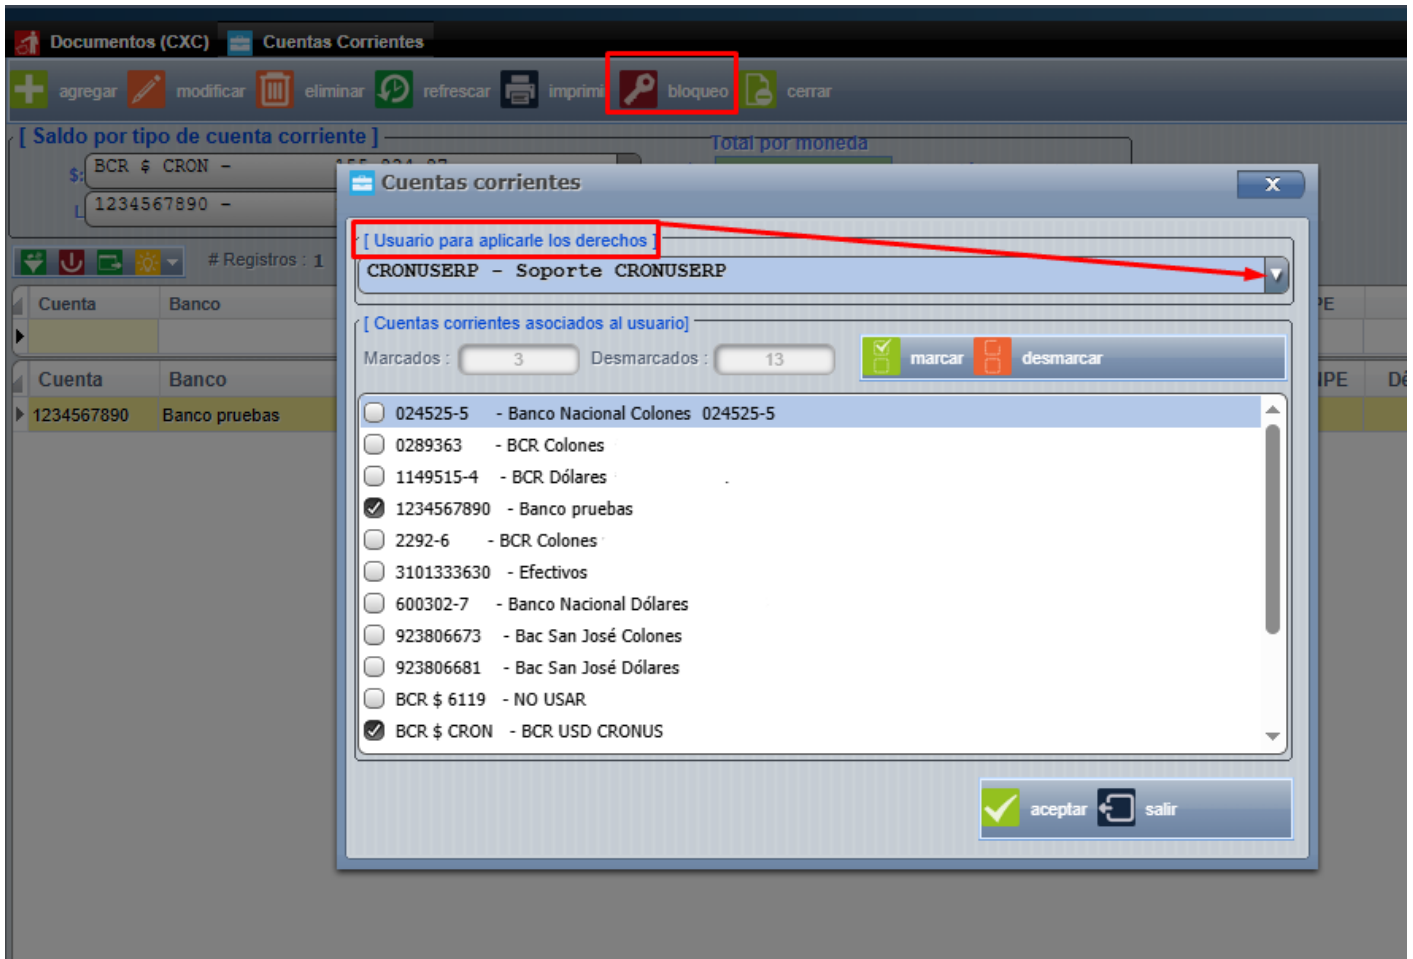 Documentos (CXC) Cuentas Corrientes
agregar modificar eliminar refrescar imprimi bloqueo cerrar
[ Saldo por tipo de cuenta corriente ] Total por moneda
$: BCR $ CRON -
1234567890 -
# Registros : 1
Cuenta Banco
Cuenta Banco
1234567890 Banco pruebas
Cuentas corrientes X
[ Usuario para aplicarle los derechos ]
CRONUSERP - Soporte CRONUSERP
[ Cuentas corrientes asociados al usuario]
Marcados : 3 Desmarcados : 13 marcar desmarcar
024525-5 - Banco Nacional Colones 024525-5
0289363 - BCR Colones
1149515-4 - BCR Dólares
1234567890 - Banco pruebas
2292-6 - BCR Colones
3101333630 - Efectivos
600302-7 - Banco Nacional Dólares
923806673 - Bac San José Colones
923806681 - Bac San José Dólares
BCR $ 6119 - NO USAR
BCR $ CRON - BCR USD CRONUS
aceptar salir